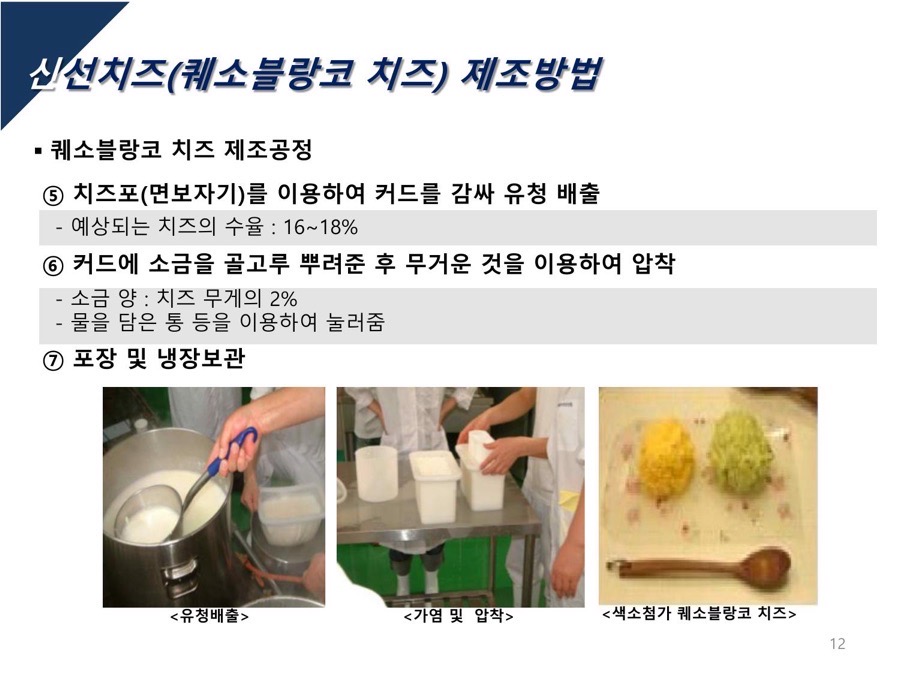 신선치즈(퀘소블랑코 치즈) 제조방법
▪ 퀘소블랑코 치즈 제조공정
⑤ 치즈포(면보자기)를 이용하여 커드를 감싸 유청 배출
- 예상되는 치즈의 수율 : 16~18%
⑥ 커드에 소금을 골고루 뿌려준 후 무거운 것을 이용하여 압착
- 소금 양 : 치즈 무게의 2%
- 물을 담은 통 등을 이용하여 눌러줌
⑦ 포장 및 냉장보관
<유청배출>
<가염 및 압착>
<색소첨가 퀘소블랑코 치즈>
12